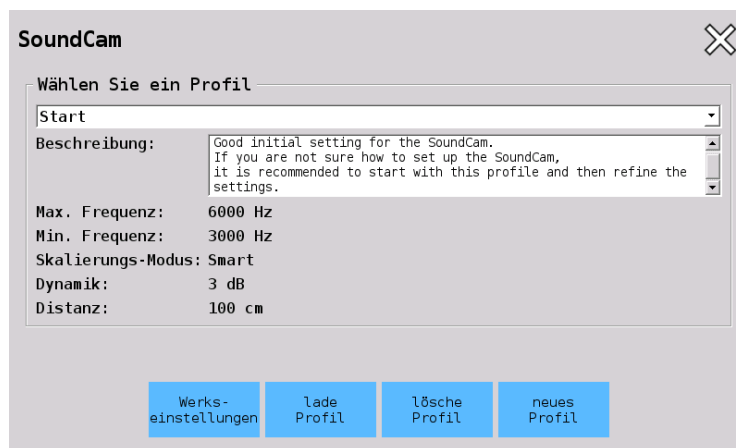 SoundCam
Wählen Sie ein Profil
Start
Beschreibung:
Good initial setting for the SoundCam.
If you are not sure how to set up the SoundCam,
it is recommended to start with this profile and then refine the
settings.
Max. Frequenz: 6000 Hz
Min. Frequenz: 3000 Hz
Skalierungs-Modus: Smart
Dynamik: 3 dB
Distanz: 100 cm
Werks-
einstellungen
lade
Profil
lösche
Profil
neues
Profil